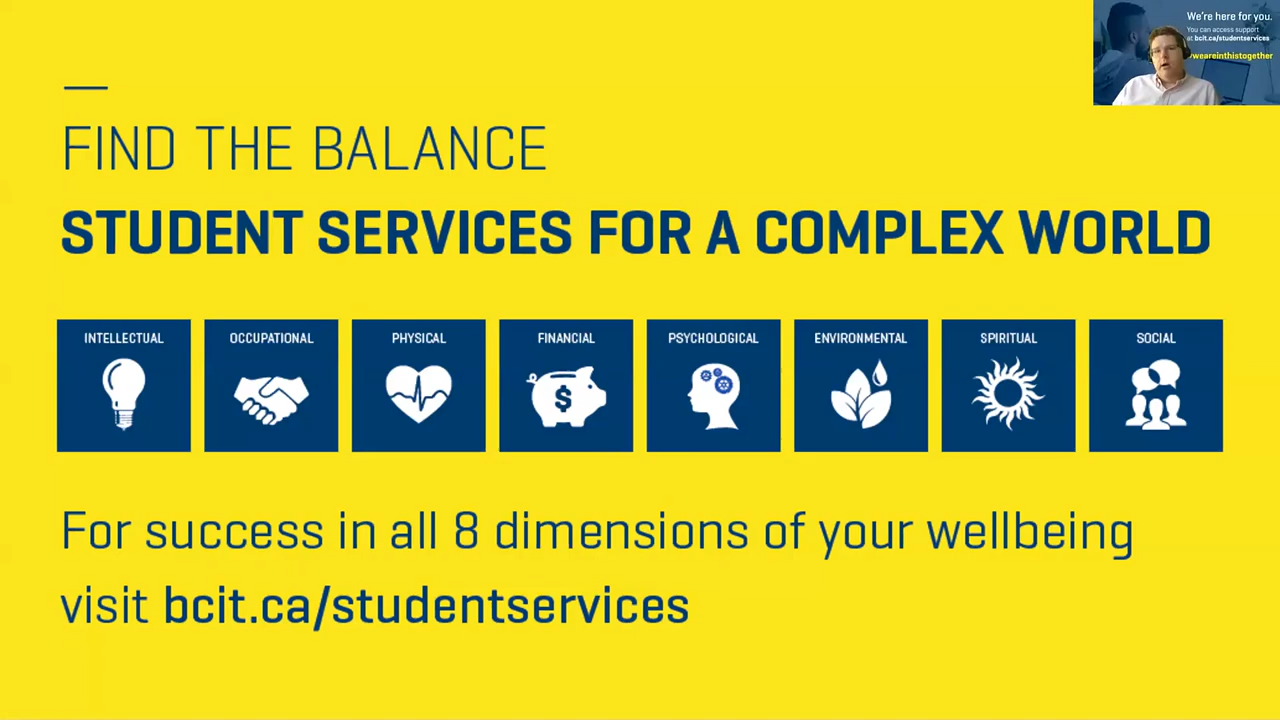 We're here for you.
You can access support
at bcit.ca/studentservices
#weareinthistogether
FIND THE BALANCE
STUDENT SERVICES FOR A COMPLEX WORLD
INTELLECTUAL
OCCUPATIONAL
PHYSICAL
FINANCIAL
$
PSYCHOLOGICAL
ENVIRONMENTAL
SPIRITUAL
SOCIAL
For success in all 8 dimensions of your wellbeing
visit bcit.ca/studentservices